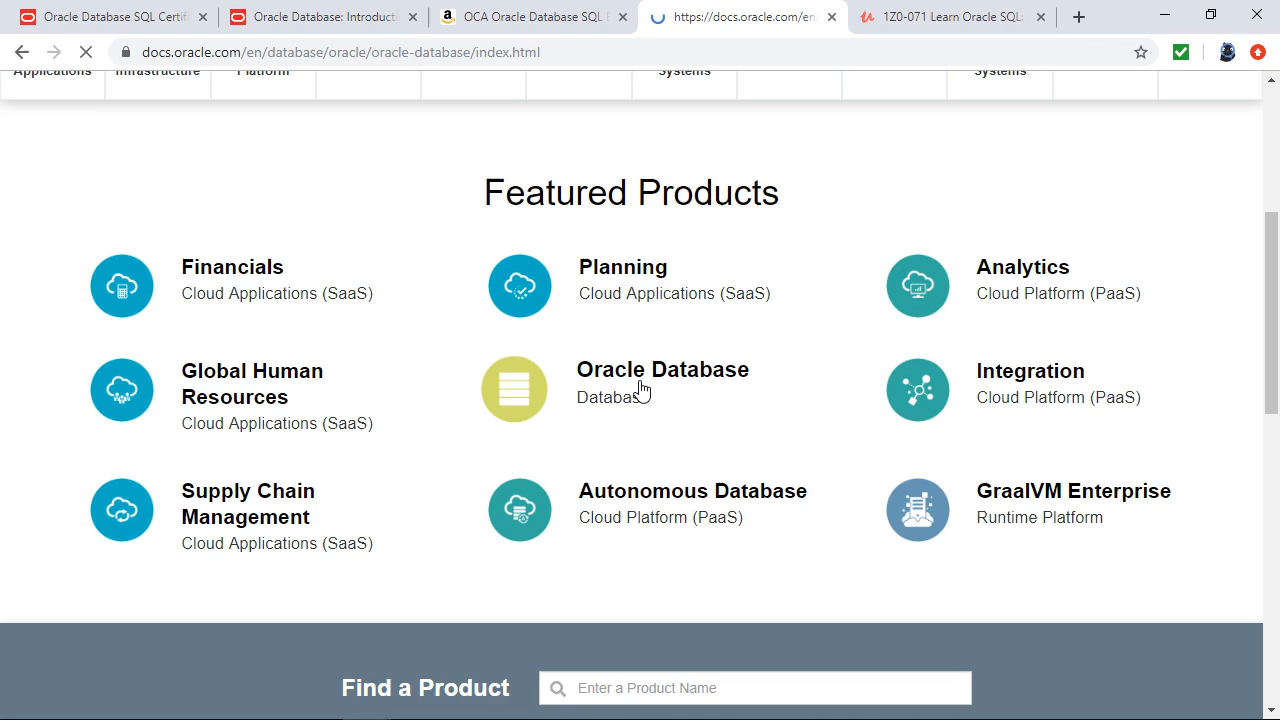 Oracle Database SQL Certif
Oracle Database: Introducti
OCA Oracle Database SQL E
https://docs.oracle.com/en/
1Z0-071 Learn Oracle SQL
docs.oracle.com/en/database/oracle/oracle-database/index.html
Applications
Infrastructure
Platform
Systems
Systems
Featured Products
Financials
Cloud Applications (SaaS)
Planning
Cloud Applications (SaaS)
Analytics
Cloud Platform (PaaS)
Global Human
Resources
Cloud Applications (SaaS)
Oracle Database
Database
Integration
Cloud Platform (PaaS)
Supply Chain
Management
Cloud Applications (SaaS)
Autonomous Database
Cloud Platform (PaaS)
GraalVM Enterprise
Runtime Platform
Find a Product
Enter a Product Name